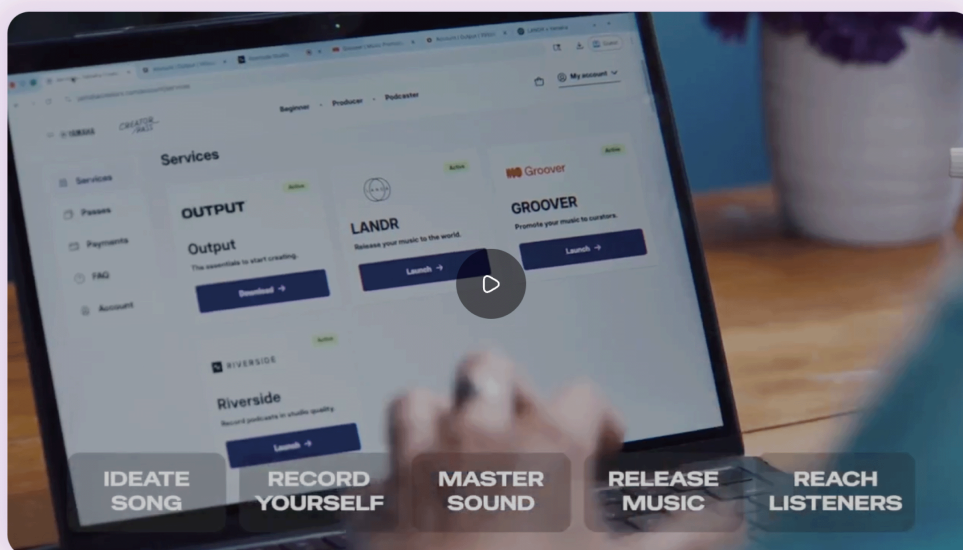 My account
YAMAHA
CREATOR
PASS
Beginner - Producer - Podcaster
Services
Services
Passes
Payments
FAQ
Account
Active
OUTPUT
Output
The essentials to start creating.
Download →
Active
LANDR
Release your music to the world.
Launch →
Active
Groover
GROOVER
Promote your music to curators.
Launch →
Active
RIVERSIDE
Riverside
Record podcasts in studio quality.
Launch →
IDEATE
SONG
RECORD
YOURSELF
MASTER
SOUND
RELEASE
MUSIC
REACH
LISTENERS